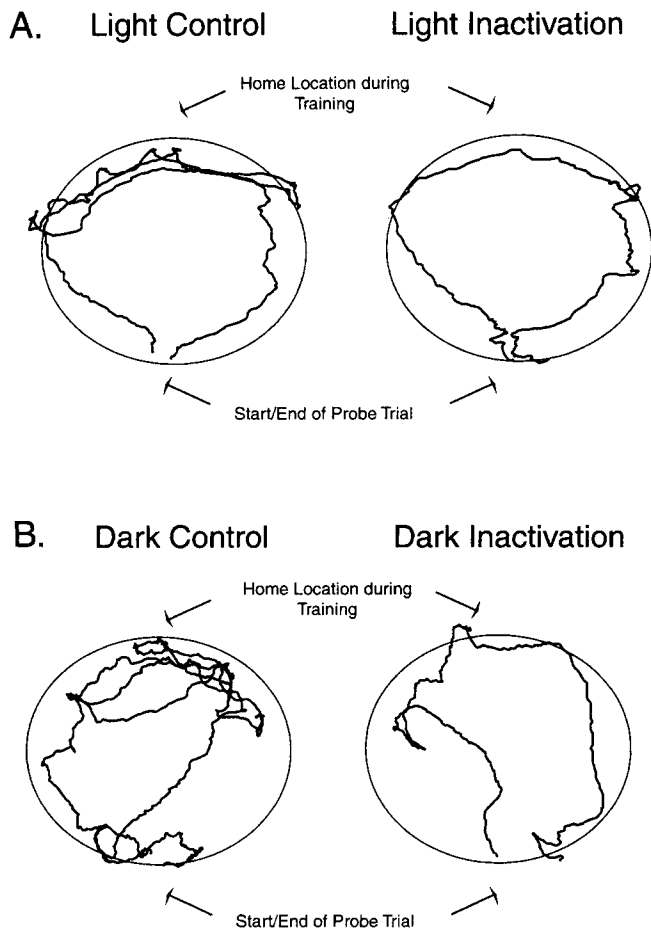 A. Light Control Light Inactivation
Home Location during
Training
Start/End of Probe Trial
B. Dark Control Dark Inactivation
Home Location during
Training
Start/End of Probe Trial